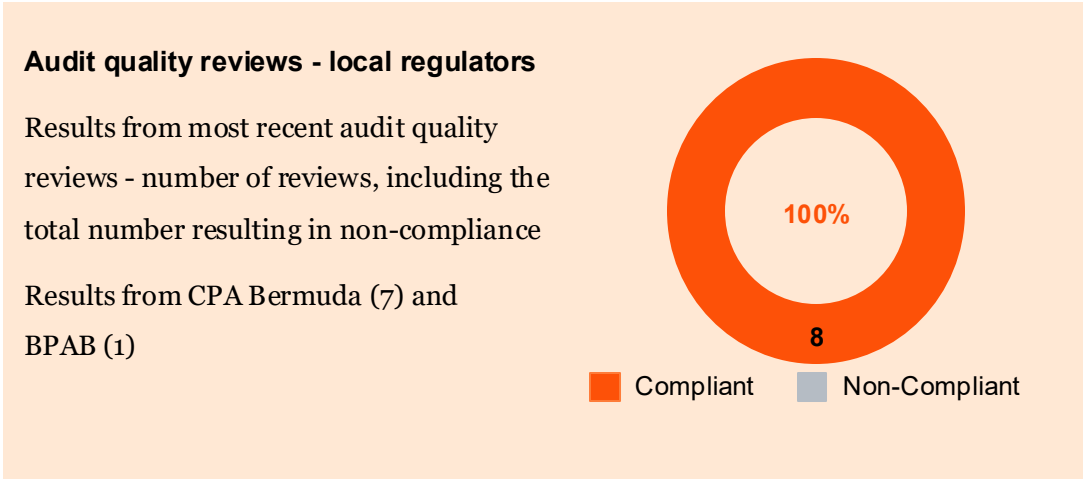 Audit quality reviews - local regulators
Results from most recent audit quality
reviews - number of reviews, including the
total number resulting in non-compliance
Results from CPA Bermuda (7) and
BPAB (1)
100%
8
Compliant
Non-Compliant